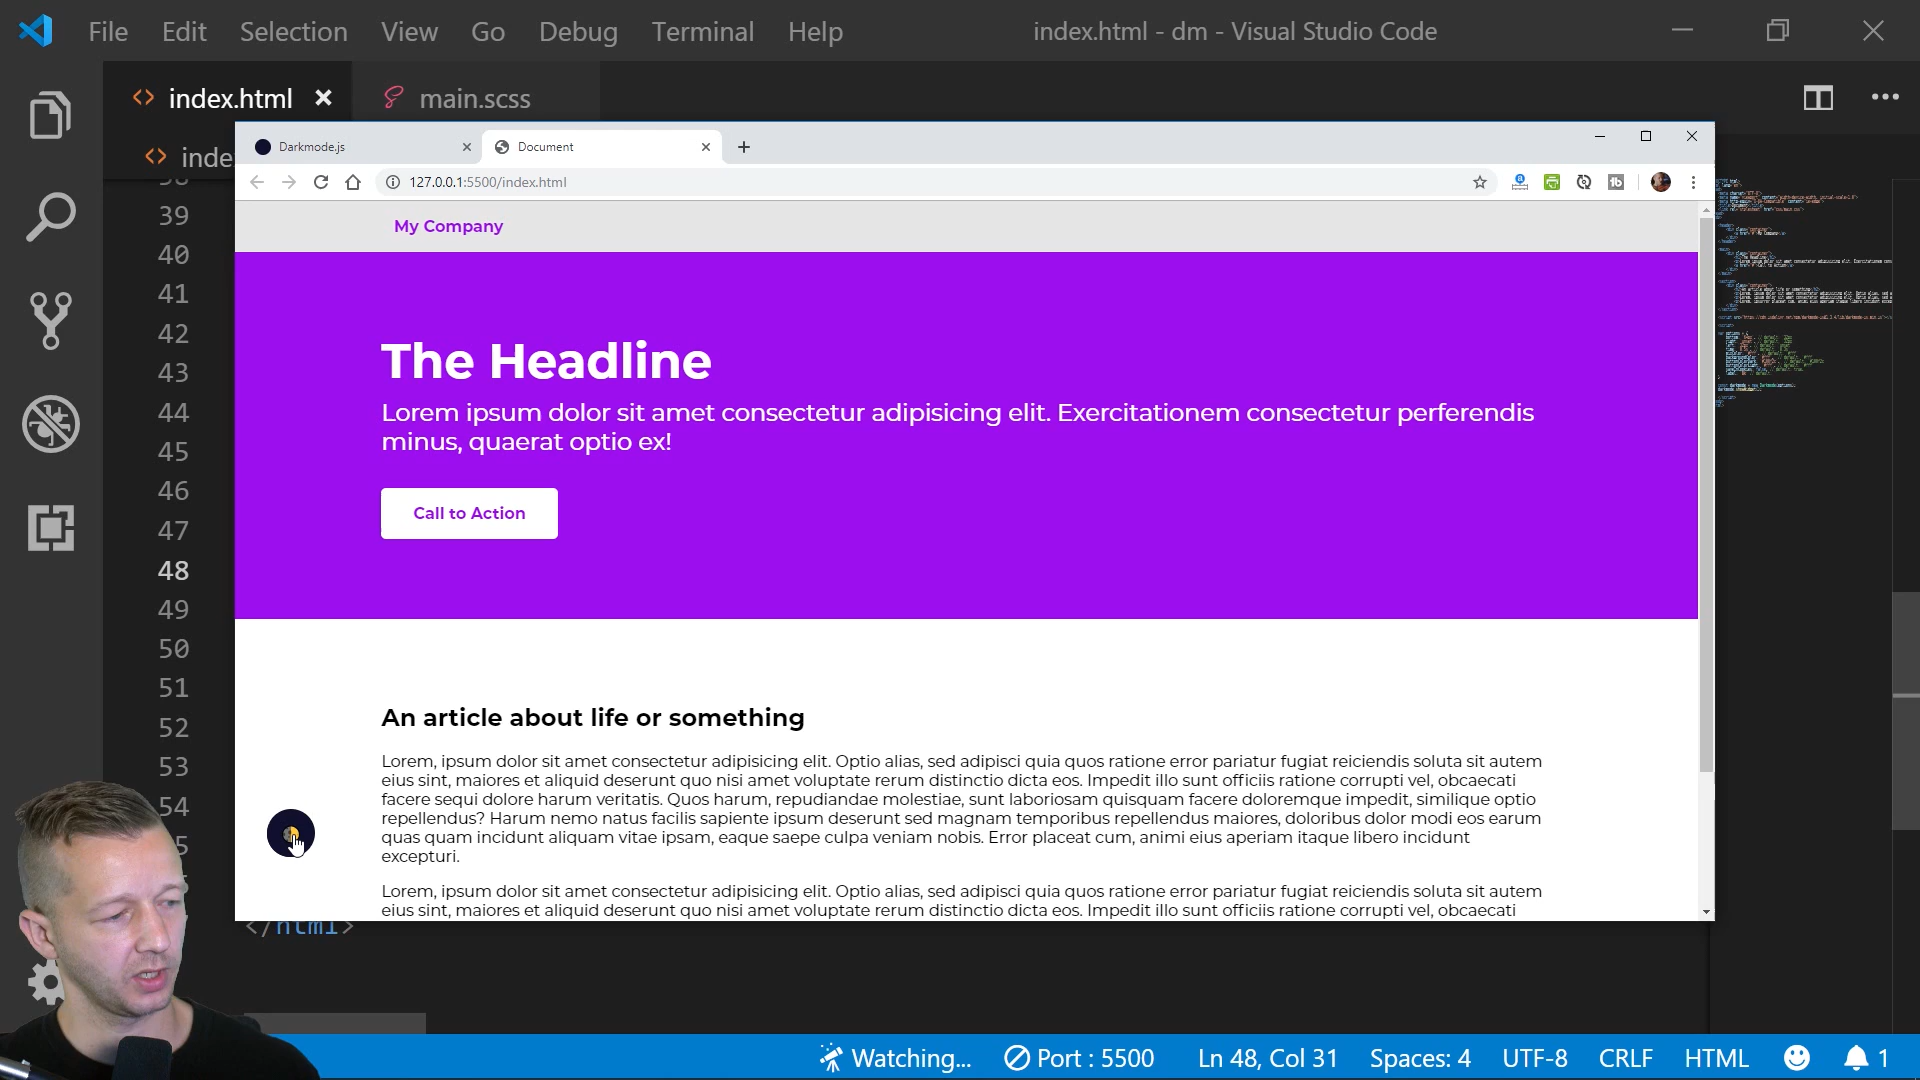 File Edit Selection View Go Debug Terminal Help
index.html - dm - Visual Studio Code
index.html
main.scss
inde
Darkmode.js
Document
127.0.0.1:5500/index.html
39
40
41
42
43
44
45
46
47
48
49
50
51
52
53
54
My Company
The Headline
Lorem ipsum dolor sit amet consectetur adipisicing elit. Exercitationem consectetur perferendis
minus, quaerat optio ex!
Call to Action
An article about life or something
Lorem, ipsum dolor sit amet consectetur adipisicing elit. Optio alias, sed adipisci quia quos ratione error pariatur fugiat reiciendis soluta sit autem
eius sint, maiores et aliquid deserunt quo nisi amet voluptate rerum distinctio dicta eos. Impedit illo sunt officiis ratione corrupti vel, obcaecati
facere sequi dolore harum veritatis. Quos harum, repudiandae molestiae, sunt laboriosam quisquam facere doloremque impedit, similique optio
repellendus? Harum nemo natus facilis sapiente ipsum deserunt sed magnam temporibus repellendus maiores, doloribus dolor modi eos earum
quas quam incidunt aliquam vitae ipsam, eaque saepe culpa veniam nobis. Error placeat cum, animi eius aperiam itaque libero incidunt
excepturi.
Lorem, ipsum dolor sit amet consectetur adipisicing elit. Optio alias, sed adipisci quia quos ratione error pariatur fugiat reiciendis soluta sit autem
eius sint, maiores et aliquid deserunt quo nisi amet voluptate rerum distinctio dicta eos. Impedit illo sunt officiis ratione corrupti vel, obcaecati
</html>
Watching... Port : 5500 Ln 48, Col 31 Spaces: 4 UTF-8 CRLF HTML 1